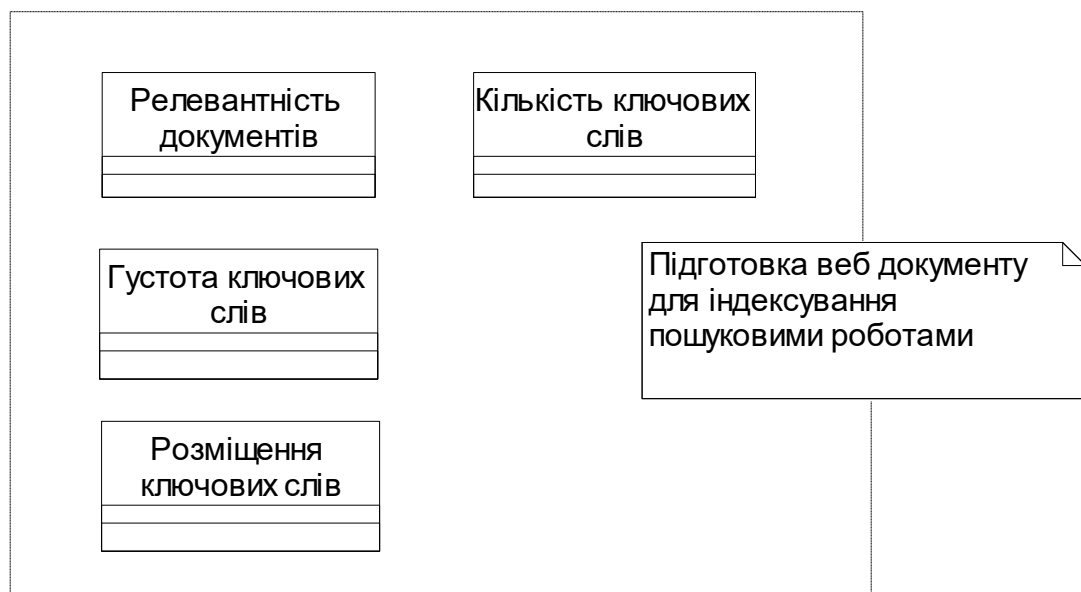 Релевантність
документів
Кількість ключових
слів
Густота ключових
слів
Підготовка веб документу
для індексування
пошуковими роботами
Розміщення
ключових слів